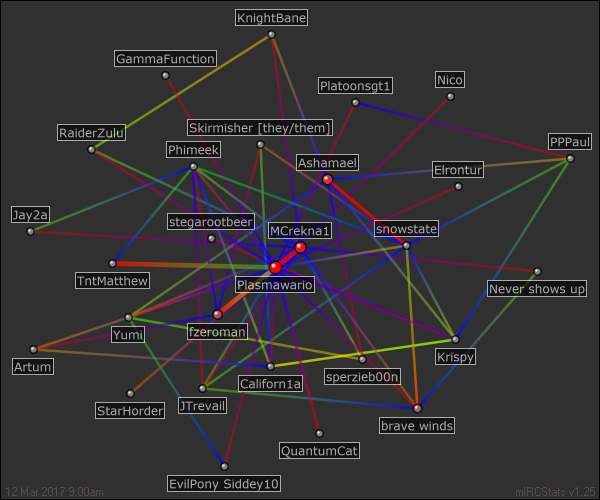 KnightBane
GammaFunction
Platoonsgt1
Nico
RaiderZulu
Skirmisher [they/them]
Phimeek
PPPaul
Ashamael
Elrontur
Jay2a
stegarootbeer
MCrekna1
snowstate
TntMatthew
Plasmawario
Never shows up
Yumi
fzeroman
Artum
Krispy
Californ1a
sperzieb00n
StarHorder
JTrevail
brave winds
QuantumCat
EvilPony Siddey10
12 Mar 2017 9:00am
mIRCStats v1.25